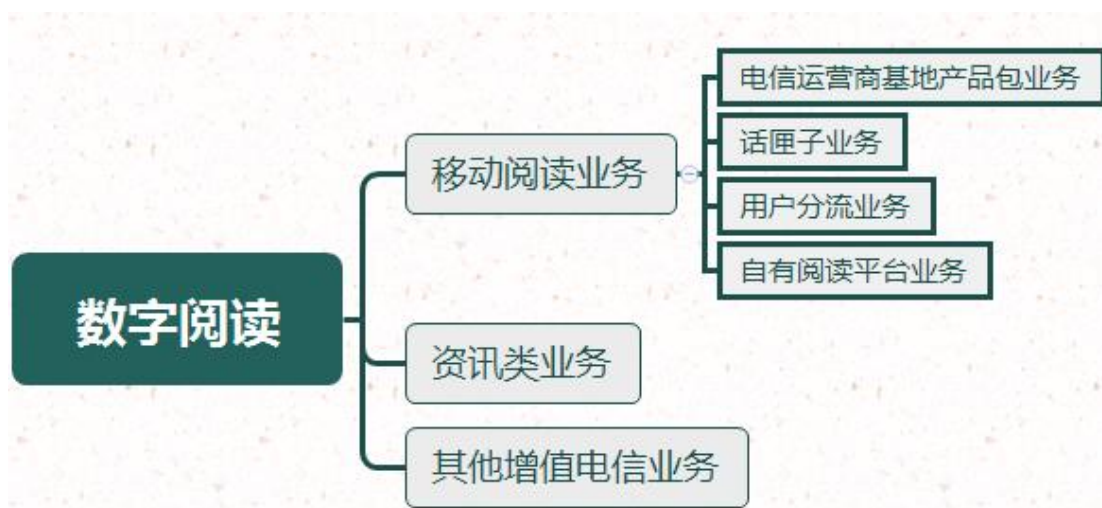 数字阅读
移动阅读业务
电信运营商基地产品包业务
话匣子业务
用户分流业务
自有阅读平台业务
资讯类业务
其他增值电信业务